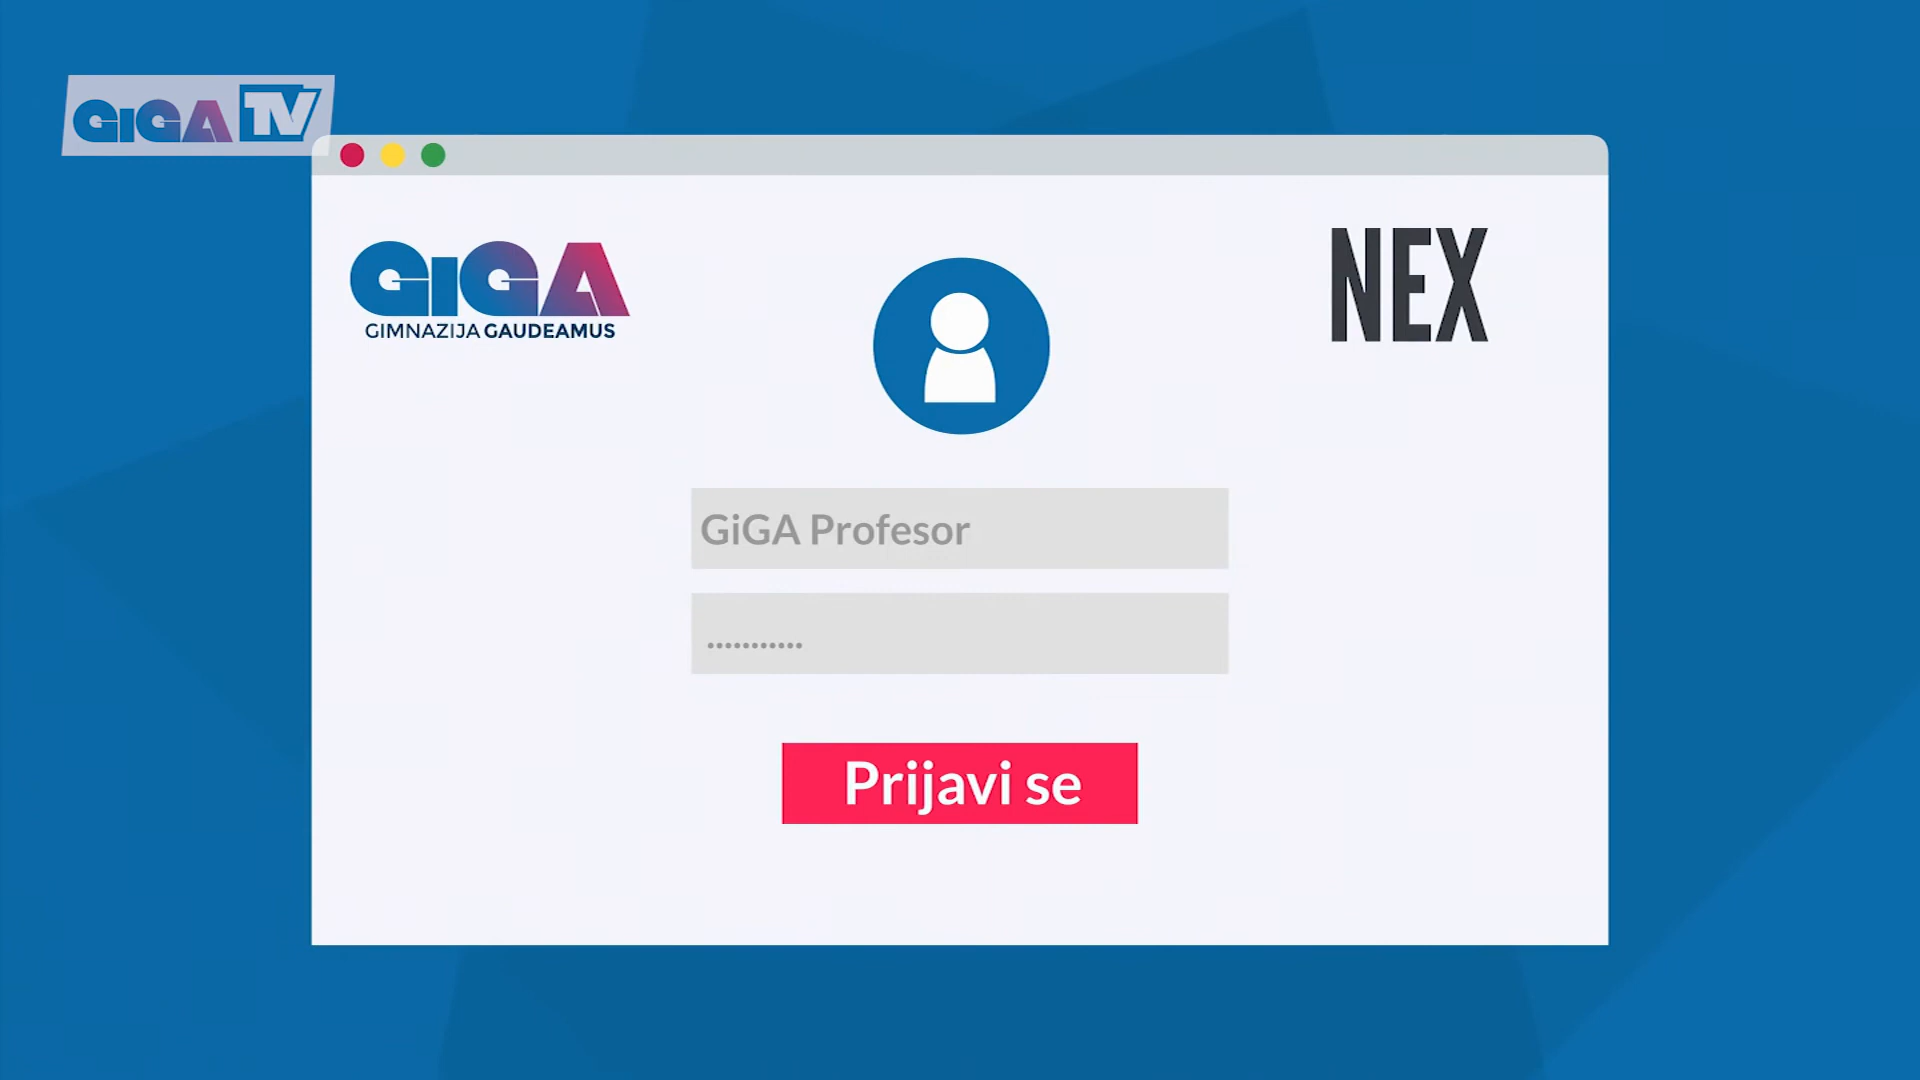 GiGA TV
GiGA
GIMNAZIJA GAUDEAMUS
NEX
GiGA Profesor
...........
Prijavi se